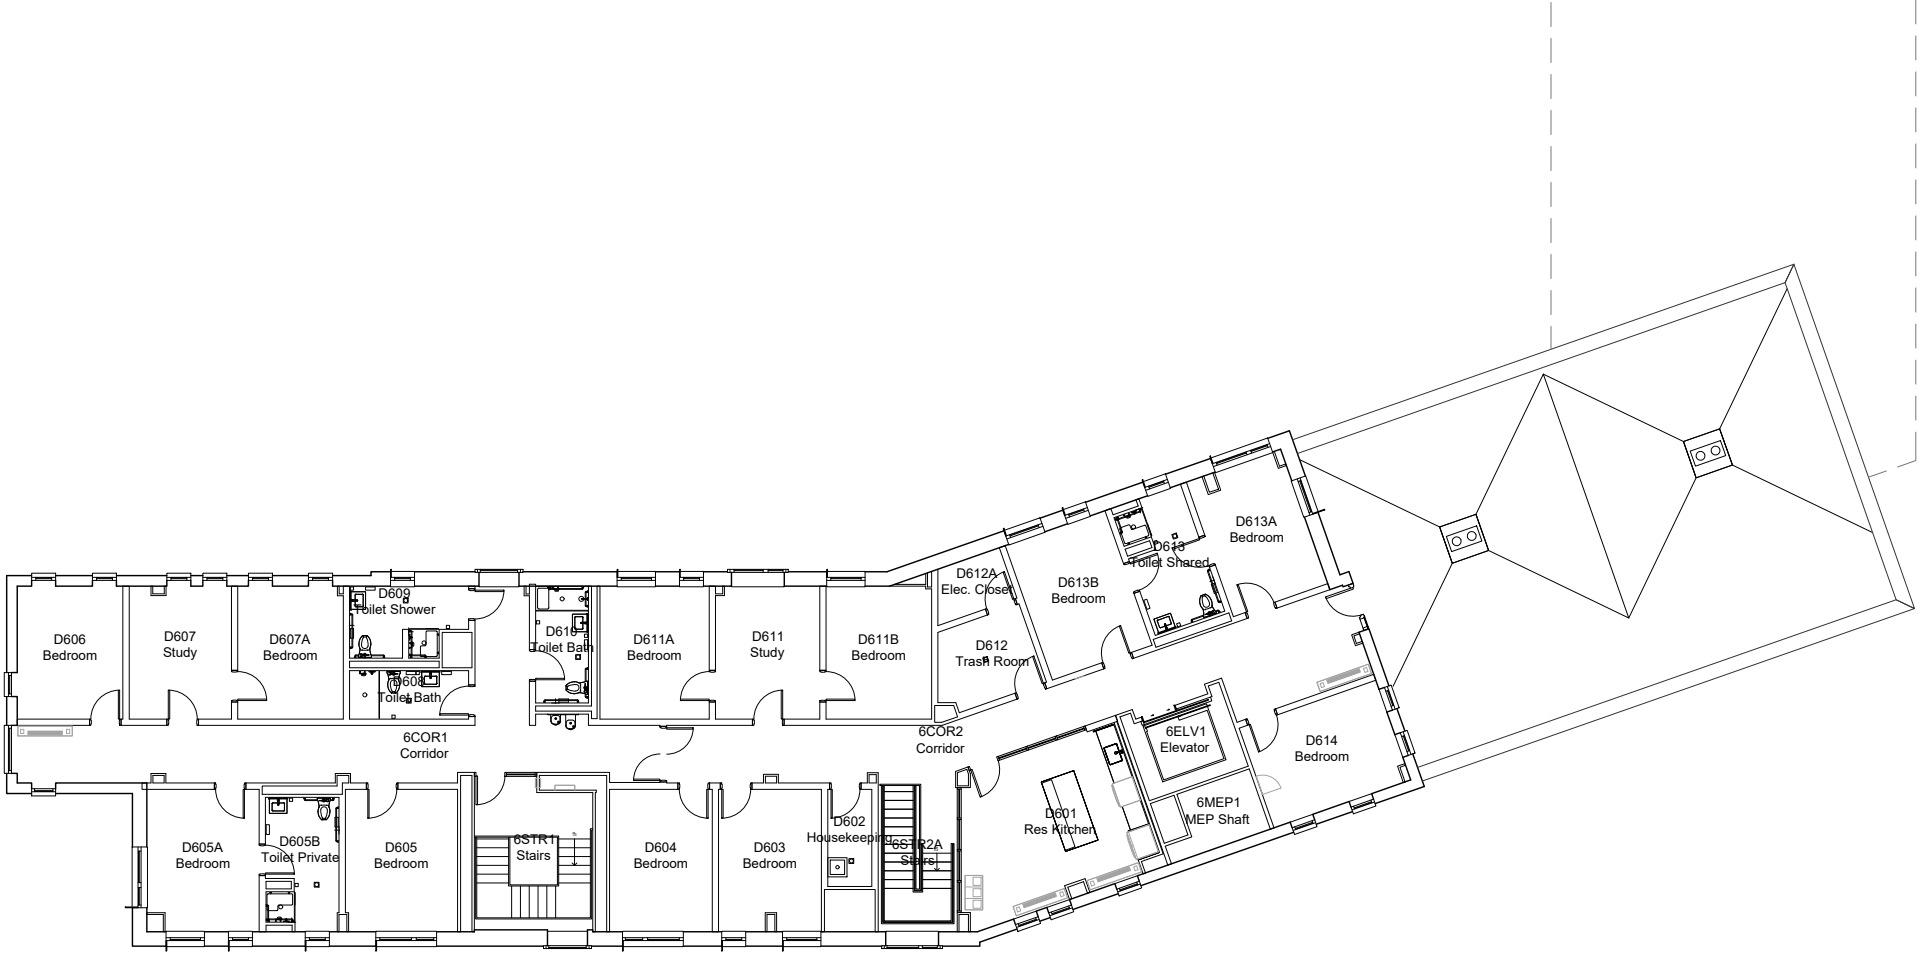 D613A
Bedroom
D613
Toilet Shared
D612A
Elec. Closet
D613B
Bedroom
D609
Toilet Shower
D606
Bedroom
D607
Study
D607A
Bedroom
D610
Toilet Bath
D611A
Bedroom
D611
Study
D611B
Bedroom
D612
Trash Room
D608
Toilet Bath
6COR1
Corridor
6COR2
Corridor
6ELV1
Elevator
D614
Bedroom
6MEP1
MEP Shaft
D601
Res Kitchen
D602
Housekeeping
D605A
Bedroom
D605B
Toilet Private
D605
Bedroom
6STR1
Stairs
D604
Bedroom
D603
Bedroom
6STR2A
Stairs